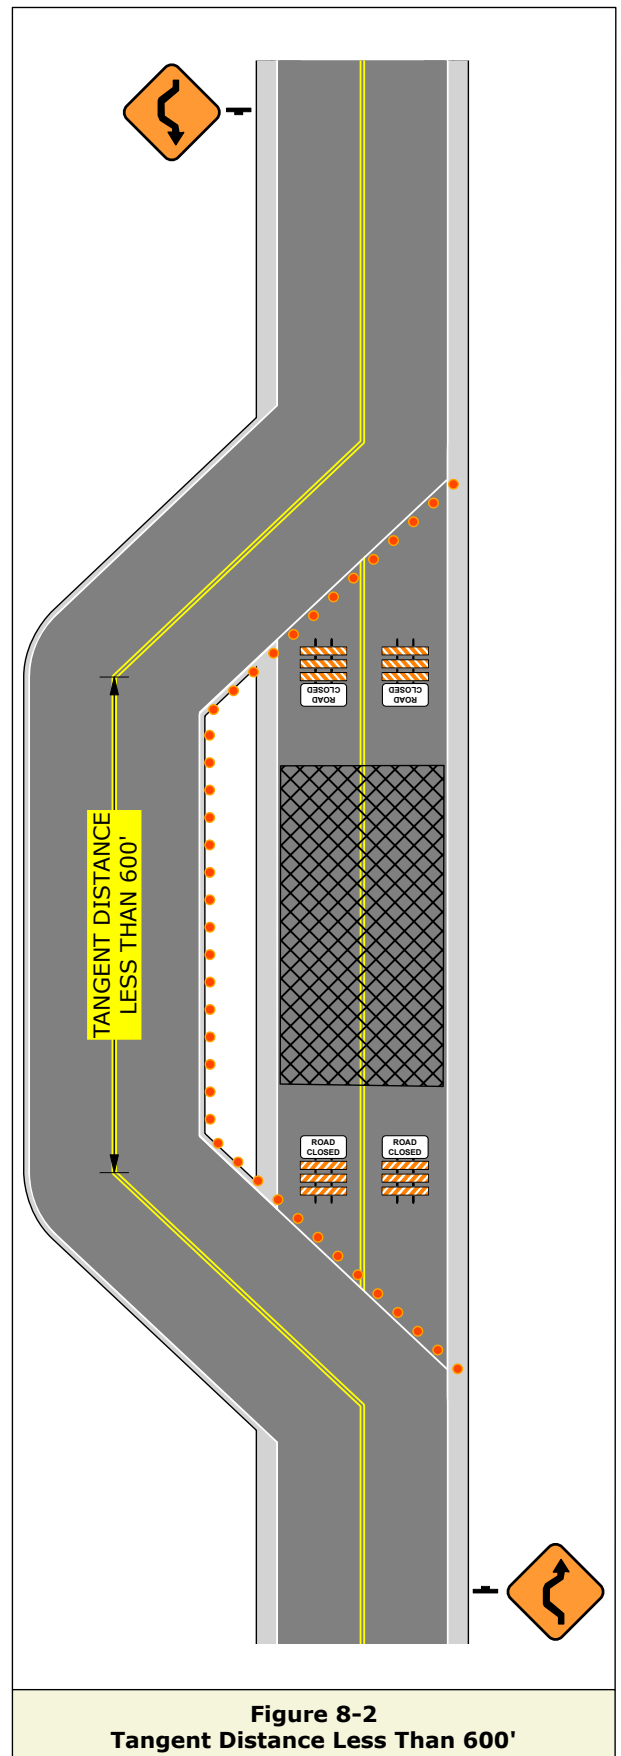 ROAD
CLOSED
ROAD
CLOSED
TANGENT DISTANCE
LESS THAN 600'
ROAD
CLOSED
ROAD
CLOSED
Figure 8-2
Tangent Distance Less Than 600'